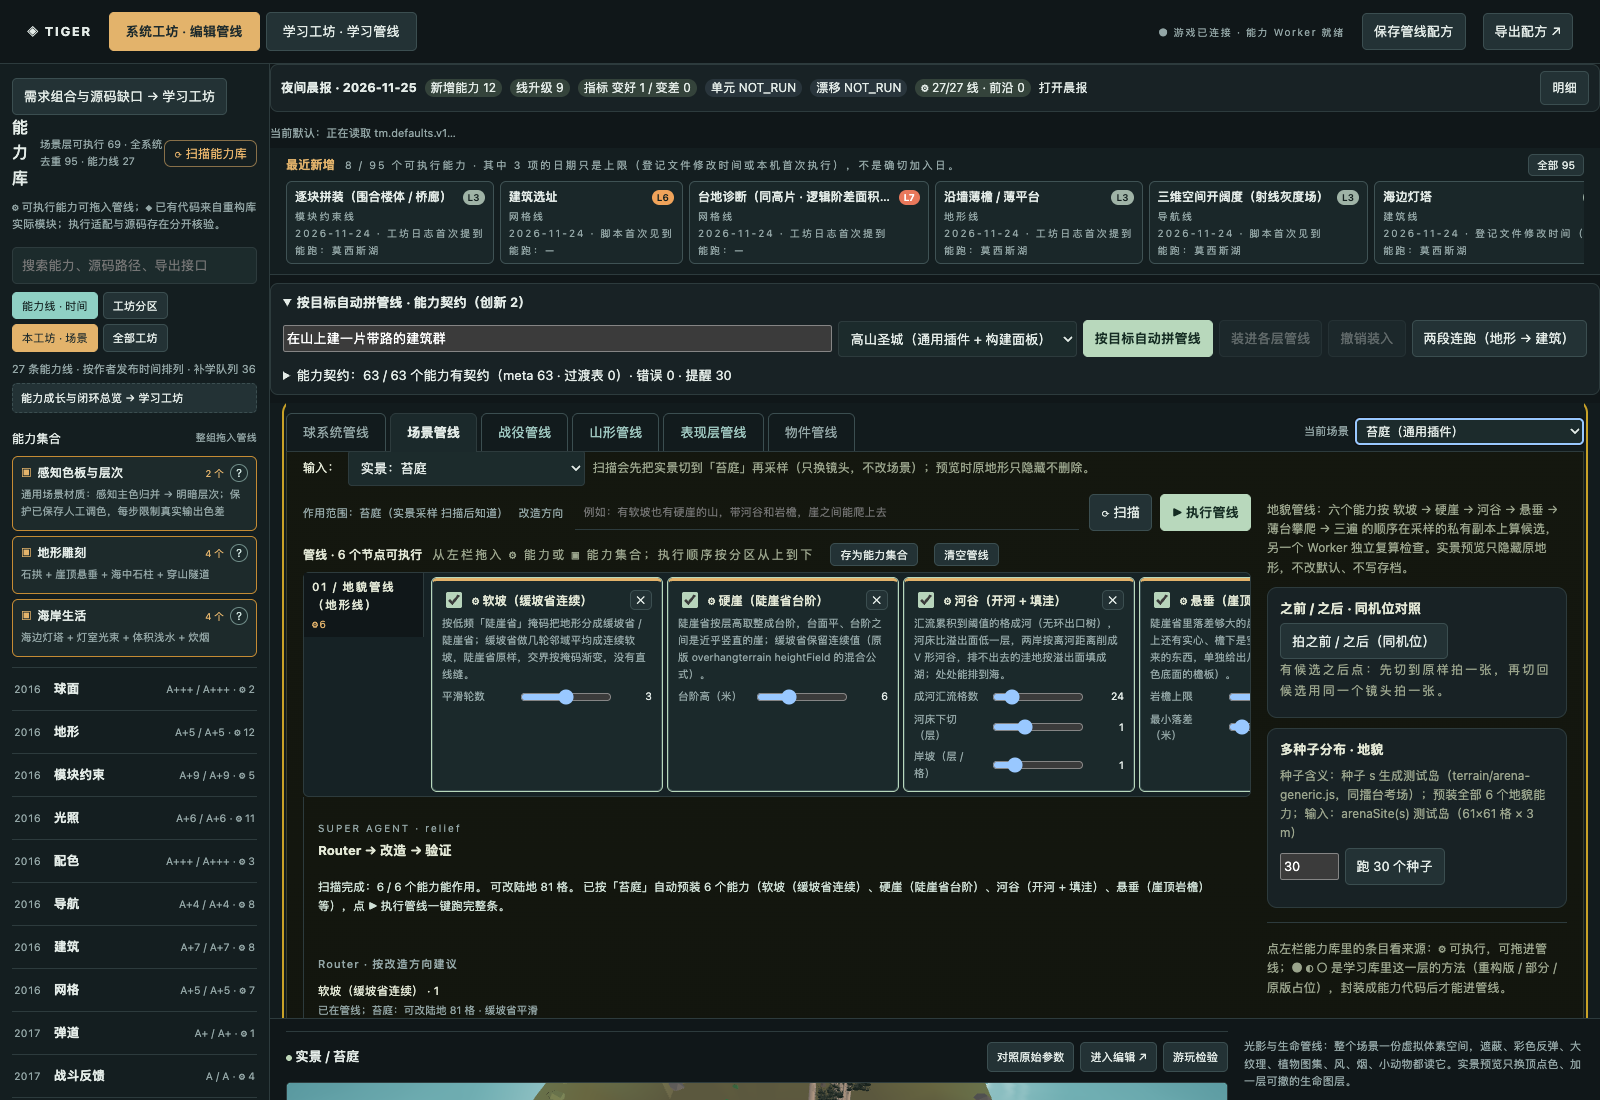 ◈ TIGER
系统工坊 · 编辑管线
学习工坊 · 学习管线
游戏已连接 · 能力 Worker 就绪
保存管线配方
导出配方 ↗
需求组合与源码缺口 → 学习工坊
能力库
场景层可执行 69 · 全系统去重 95 · 能力线 27
⟳ 扫描能力库
⚙ 可执行能力可拖入管线；◆ 已有代码来自重构库
实际模块；执行适配与源码存在分开核验。
搜索能力、源码路径、导出接口
能力线 · 时间
工坊分区
本工坊 · 场景
全部工坊
27 条能力线 · 按作者发布时间排列 · 补学队列 36
能力成长与闭环总览 → 学习工坊
能力集合
整组拖入管线
▣ 感知色板与层次
2 个
?
通用场景材质：感知主色归并 → 明暗层次；保
护已保存人工调色，每步限制真实输出色差
▣ 地形雕刻
4 个
?
石拱 + 崖顶悬垂 + 海中石柱 + 穿山隧道
▣ 海岸生活
4 个
?
海边灯塔 + 灯室光束 + 体积浅水 + 炊烟
2016 球面 A+++ / A+++ · ⚙ 2
2016 地形 A+5 / A+5 · ⚙ 12
2016 模块约束 A+9 / A+9 · ⚙ 5
2016 光照 A+6 / A+6 · ⚙ 11
2016 配色 A+++ / A+++ · ⚙ 3
2016 导航 A+4 / A+4 · ⚙ 8
2016 建筑 A+7 / A+7 · ⚙ 8
2016 网格 A+5 / A+5 · ⚙ 7
2017 弹道 A+ / A+ · ⚙ 1
2017 战斗反馈 A / A · ⚙ 4
夜间晨报 · 2026-11-25
新增能力 12
线升级 9
指标 变好 1 / 变差 0
单元 NOT_RUN
漂移 NOT_RUN
⚙ 27/27 线 · 前沿 0
打开晨报
明细
当前默认：正在读取 tm.defaults.v1…
最近新增
8 / 95 个可执行能力 · 其中 3 项的日期只是上限（登记文件修改时间或本机首次执行），不是确切加入日。
全部 95
逐块拼装（围合楼体 / 桥廊）
L3
模块约束线
2026-11-24 · 工坊日志首次提到
能跑：莫西斯湖
建筑选址
L6
网格线
2026-11-24 · 脚本首次见到
能跑：—
台地诊断（同高片 · 逻辑阶差面积…
L7
网格线
2026-11-24 · 工坊日志首次提到
能跑：—
沿墙薄檐 / 薄平台
L3
地形线
2026-11-24 · 工坊日志首次提到
能跑：莫西斯湖
三维空间开阔度（射线灰度场）
L3
导航线
2026-11-24 · 脚本首次见到
能跑：莫西斯湖
海边灯塔
建筑线
2026-11-24 · 登记文件修改时间（
能跑：莫西斯湖
▼ 按目标自动拼管线 · 能力契约（创新 2）
在山上建一片带路的建筑群
高山圣城（通用插件 + 构建面板）
按目标自动拼管线
装进各层管线
撤销装入
两段连跑（地形 → 建筑）
▶ 能力契约：63 / 63 个能力有契约（meta 63 · 过渡表 0）· 错误 0 · 提醒 30
球系统管线
场景管线
战役管线
山形管线
表现层管线
物件管线
当前场景
苔庭（通用插件）
输入：
实景：苔庭
扫描会先把实景切到「苔庭」再采样（只换镜头，不改场景）；预览时原地形只隐藏不删除。
作用范围：苔庭（实景采样 扫描后知道）
改造方向
例如：有软坡也有硬崖的山，带河谷和岩檐，崖之间能爬上去
⟳ 扫描
▶ 执行管线
管线 · 6 个节点可执行
从左栏拖入 ⚙ 能力或 ▣ 能力集合；执行顺序按分区从上到下
存为能力集合
清空管线
01 / 地貌管线
（地形线）
⚙6
⚙ 软坡（缓坡省连续）
✕
按低频「陡崖省」掩码把地形分成缓坡省 /
陡崖省；缓坡省做几轮邻域平均成连续软
坡，陡崖省原样，交界按掩码渐变，没有直
线缝。
平滑轮数 3
⚙ 硬崖（陡崖省台阶）
✕
陡崖省按层高取整成台阶，台面平、台阶之
间是近乎竖直的崖；缓坡省保留连续值（原
版 overhangterrain heightField 的混合公
式）。
台阶高（米） 6
⚙ 河谷（开河 + 填洼）
✕
汇流累积到阈值的格成河（无环出口树），
河床比溢出面低一层，两岸按离河距离削成
V 形河谷，排不出去的洼地按溢出面填成
湖；处处能排到海。
成河汇流格数 24
河床下切
（层） 1
岸坡（层 /
格） 1
⚙ 悬垂（崖顶
陡崖省里落差够大的崖
上还有实心、檐下是空
来的东西，单独给出厂
色底面的檐板）。
岩檐上限
最小落差
（米）
SUPER AGENT · relief
Router → 改造 → 验证
扫描完成：6 / 6 个能力能作用。 可改陆地 81 格。 已按「苔庭」自动预装 6 个能力（软坡（缓坡省连续）、硬崖（陡崖省台阶）、河谷（开河 + 填洼）、悬垂（崖顶岩檐）
等），点 ▶ 执行管线一键跑完整条。
Router · 按改造方向建议
软坡（缓坡省连续） · 1
已在管线；苔庭：可改陆地 81 格 · 缓坡省平滑
地貌管线：六个能力按 软坡 → 硬崖 → 河谷 → 悬垂 →
薄台攀爬 → 三遍 的顺序在采样的私有副本上算候选，
另一个 Worker 独立复算检查。实景预览只隐藏原地
形，不改默认、不写存档。
之前 / 之后 · 同机位对照
拍之前 / 之后（同机位）
有候选之后点：先切到原样拍一张，再切回
候选用同一个镜头拍一张。
多种子分布 · 地貌
种子含义：种子 s 生成测试岛（terrain/arena-
generic.js，同擂台考场）；预装全部 6 个地貌能
力；输入：arenaSite(s) 测试岛（61×61 格 × 3
m）
30
跑 30 个种子
点左栏能力库里的条目看来源：⚙ 可执行，可拖进管
线；●◐○ 是学习库里这一层的方法（重构版 / 部分 /
原版占位），封装成能力代码后才能进管线。
实景 / 苔庭
对照原始参数
进入编辑 ↗
游玩检验
光影与生命管线：整个场景一份虚拟体素空间，遮蔽、彩色反弹、大
纹理、植物图集、风、烟、小动物都读它。实景预览只换顶点色、加
一层可撤的生命图层。